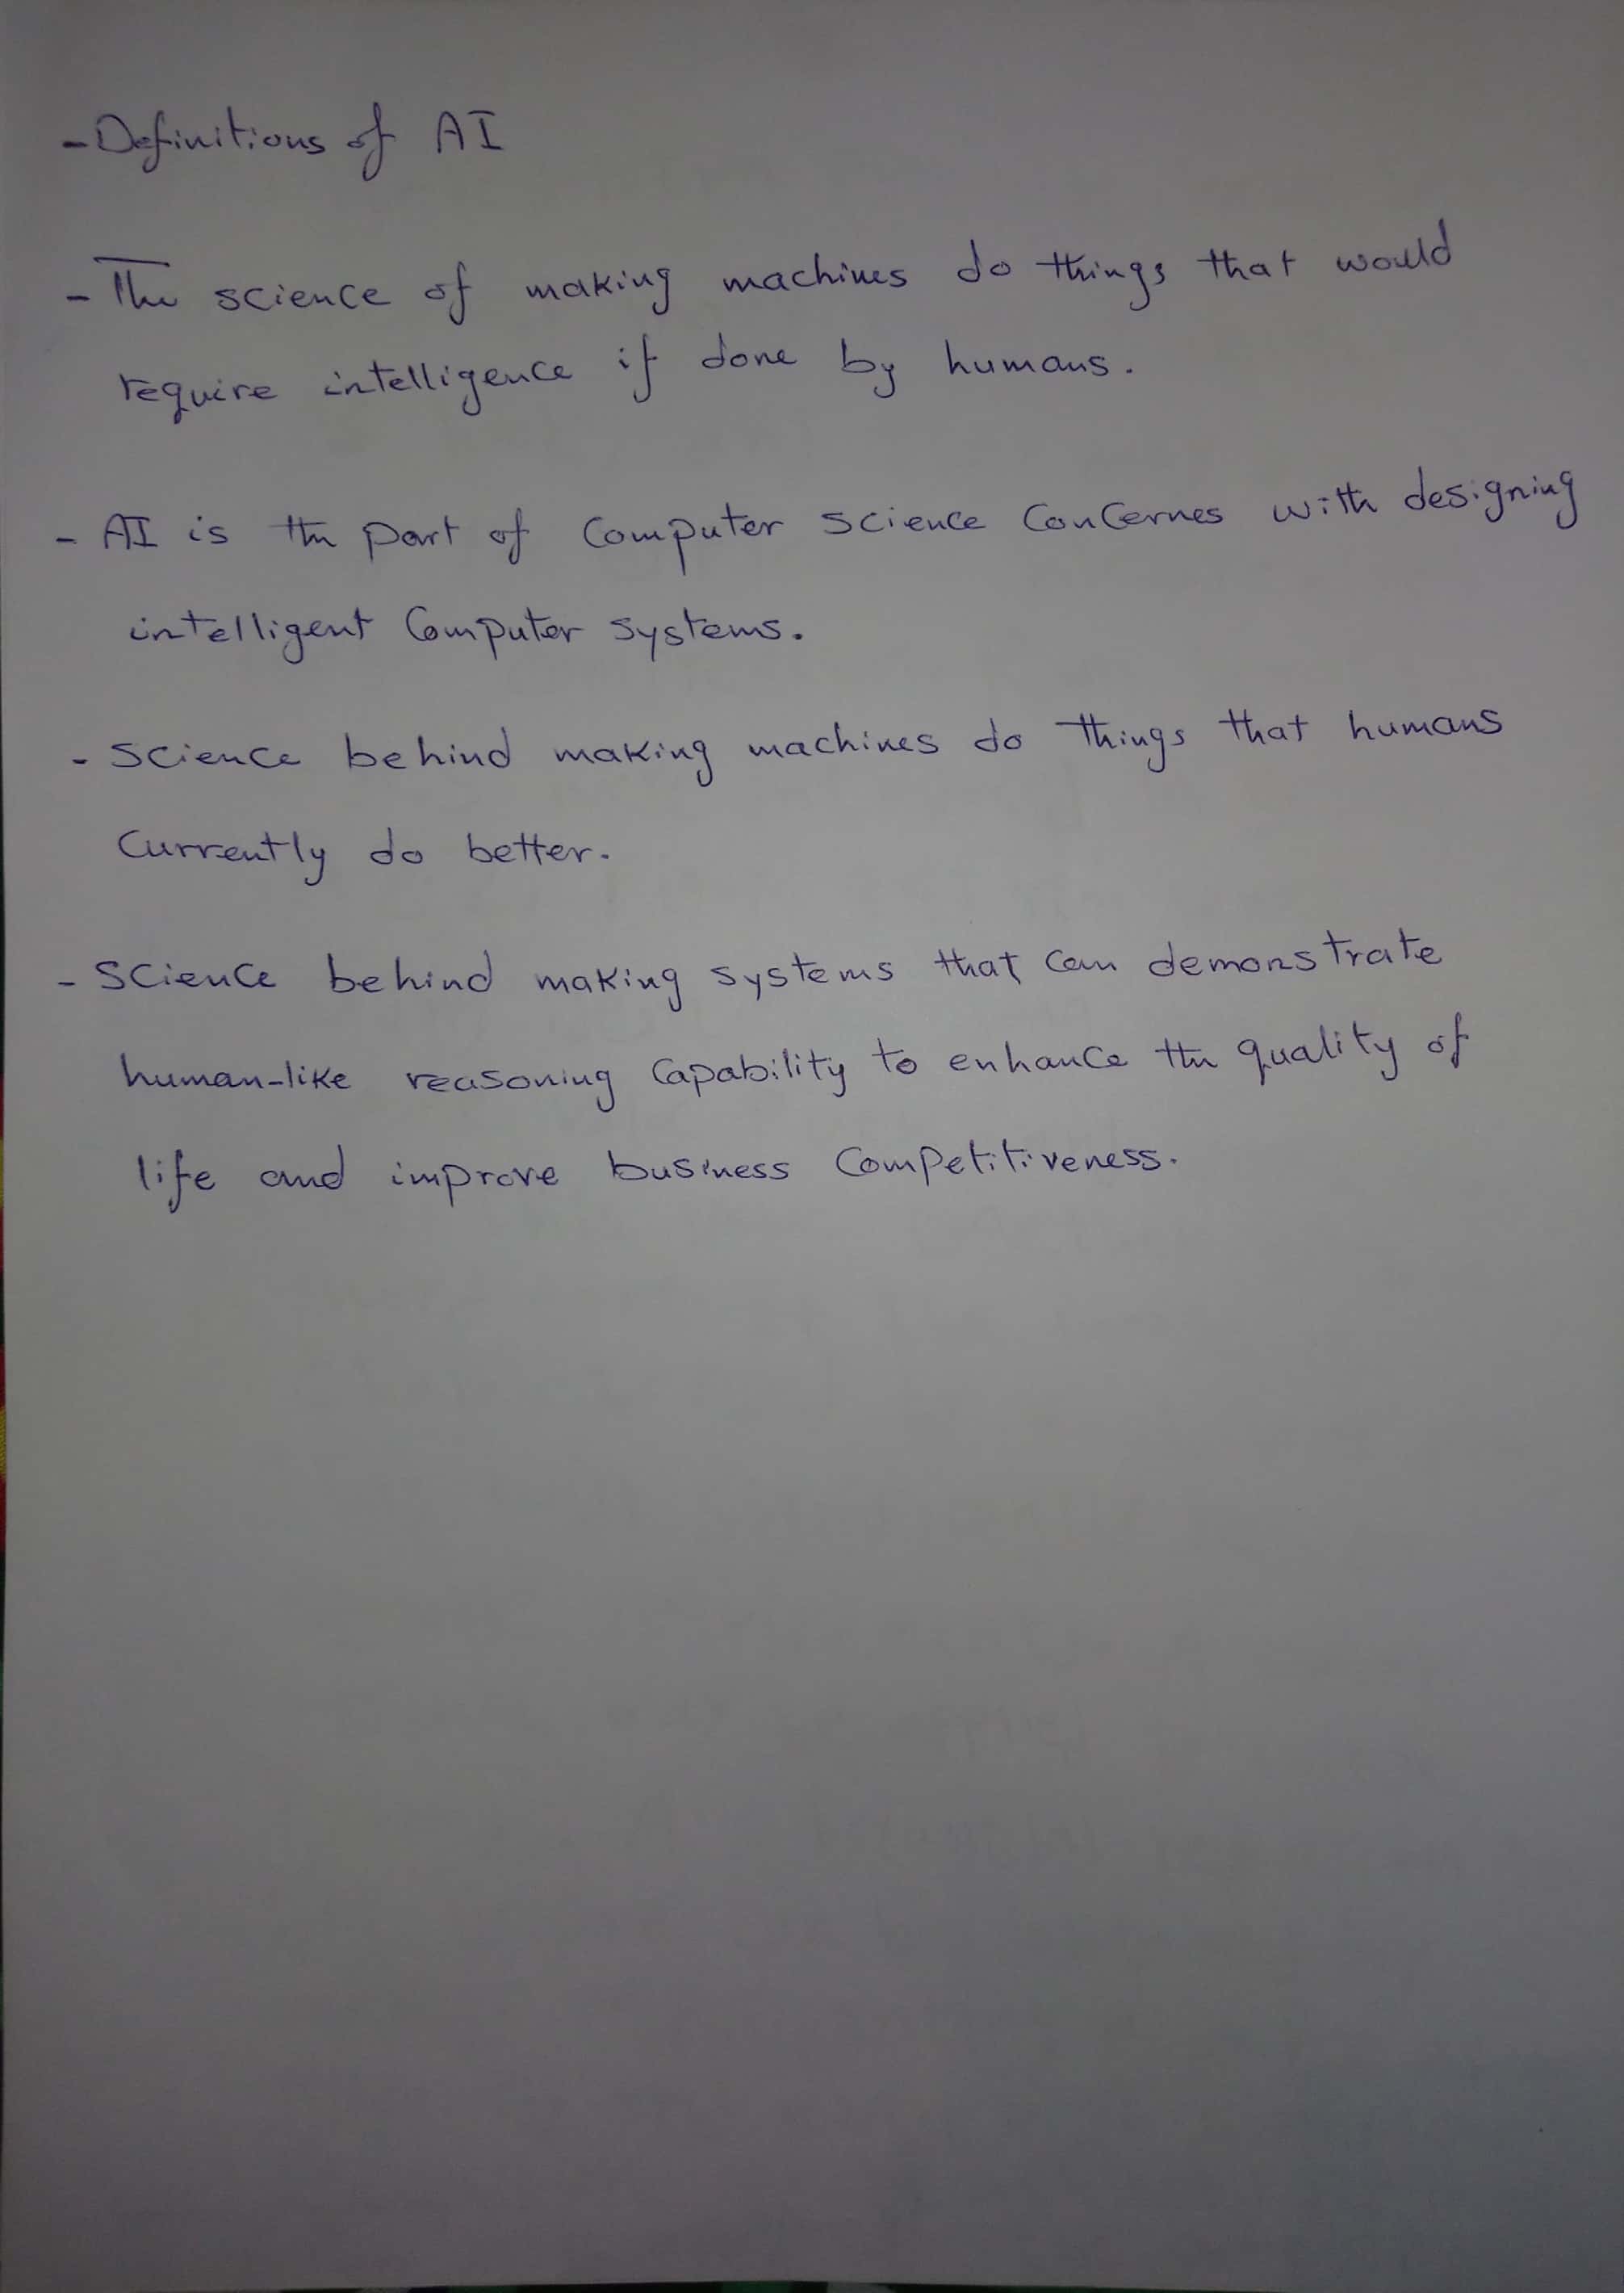 - Definitions of AI
- The science of making machines do things that would
require intelligence if done by humans.
- AI is the part of Computer Science Concernes with designing
intelligent Computer systems.
- Science behind making machines do things that humans
Currently do better.
- Science behind making systems that can demonstrate
human-like reasoning Capability to enhance the quality of
life and improve business Competitiveness.